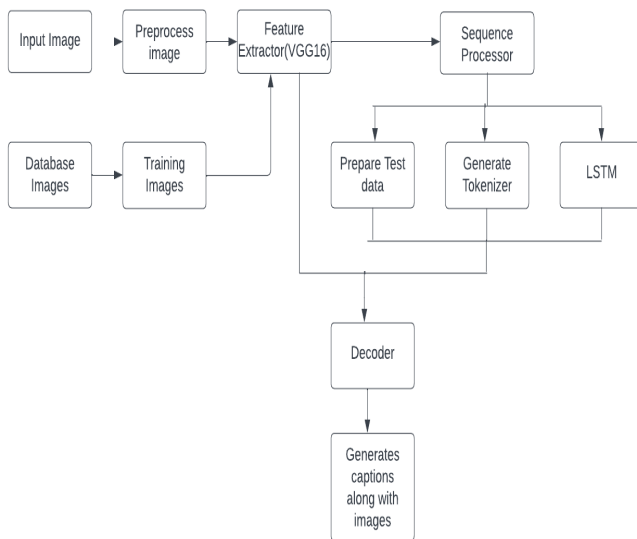 Input Image
Preprocess
image
Feature
Extractor(VGG16)
Sequence
Processor
Database
Images
Training
Images
Prepare Test
data
Generate
Tokenizer
LSTM
Decoder
Generates
captions
along with
images